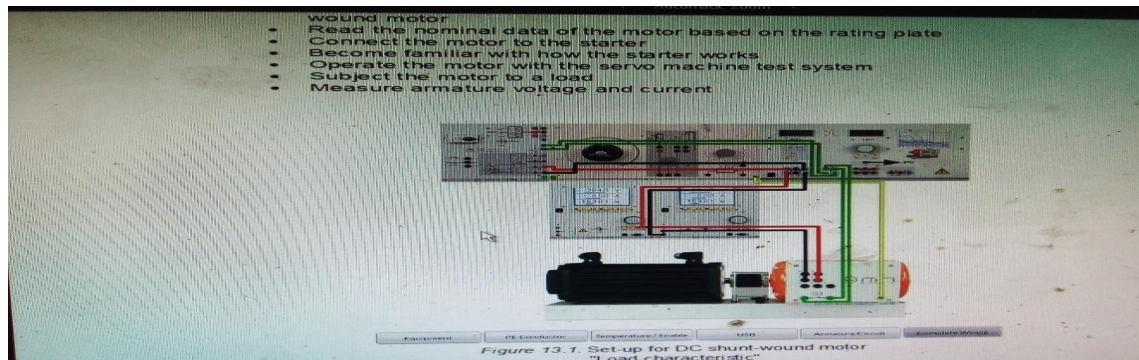 wound motor
• Read the nominal data of the motor based on the rating plate
• Connect the motor to the starter
• Become familiar with how the starter works
• Operate the motor with the servo machine test system
• Subject the motor to a load
• Measure armature voltage and current
Equipment PE Conductor Temperature / Enable USB Armature Circuit Complete Wiring
Figure 13.1. Set-up for DC shunt-wound motor
"Load characteristic"